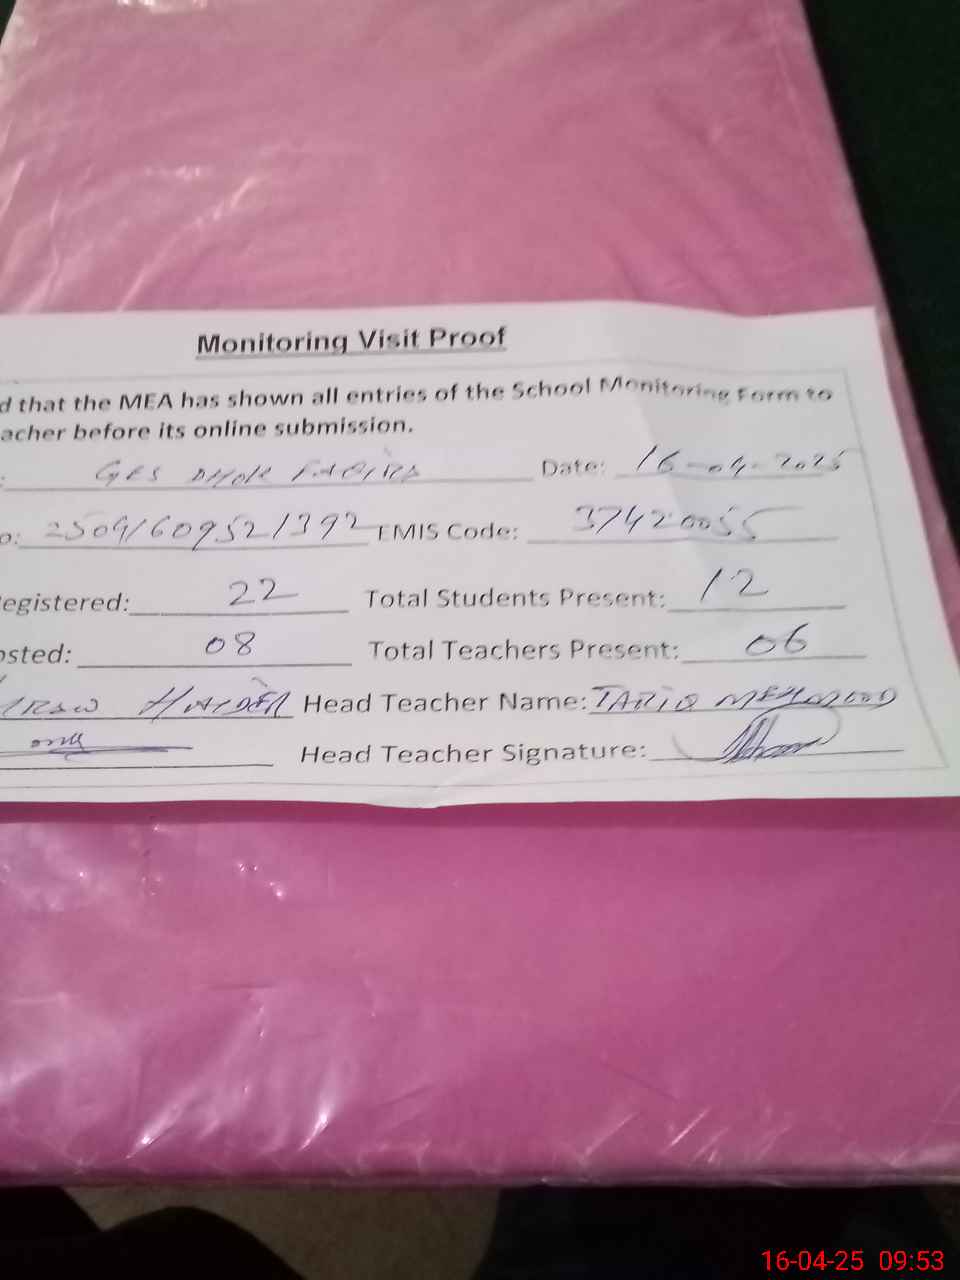 Monitoring Visit Proof
d that the MEA has shown all entries of the School Monitoring Form to
acher before its online submission.
: GES Date: 16-04-2025
o: 25041609521392 EMIS Code: 37420055
egistered: 22 Total Students Present: 12
osted: 08 Total Teachers Present: 06
HAIDER Head Teacher Name: TARIQ MEHMOOD
Head Teacher Signature:
16-04-25 09:53